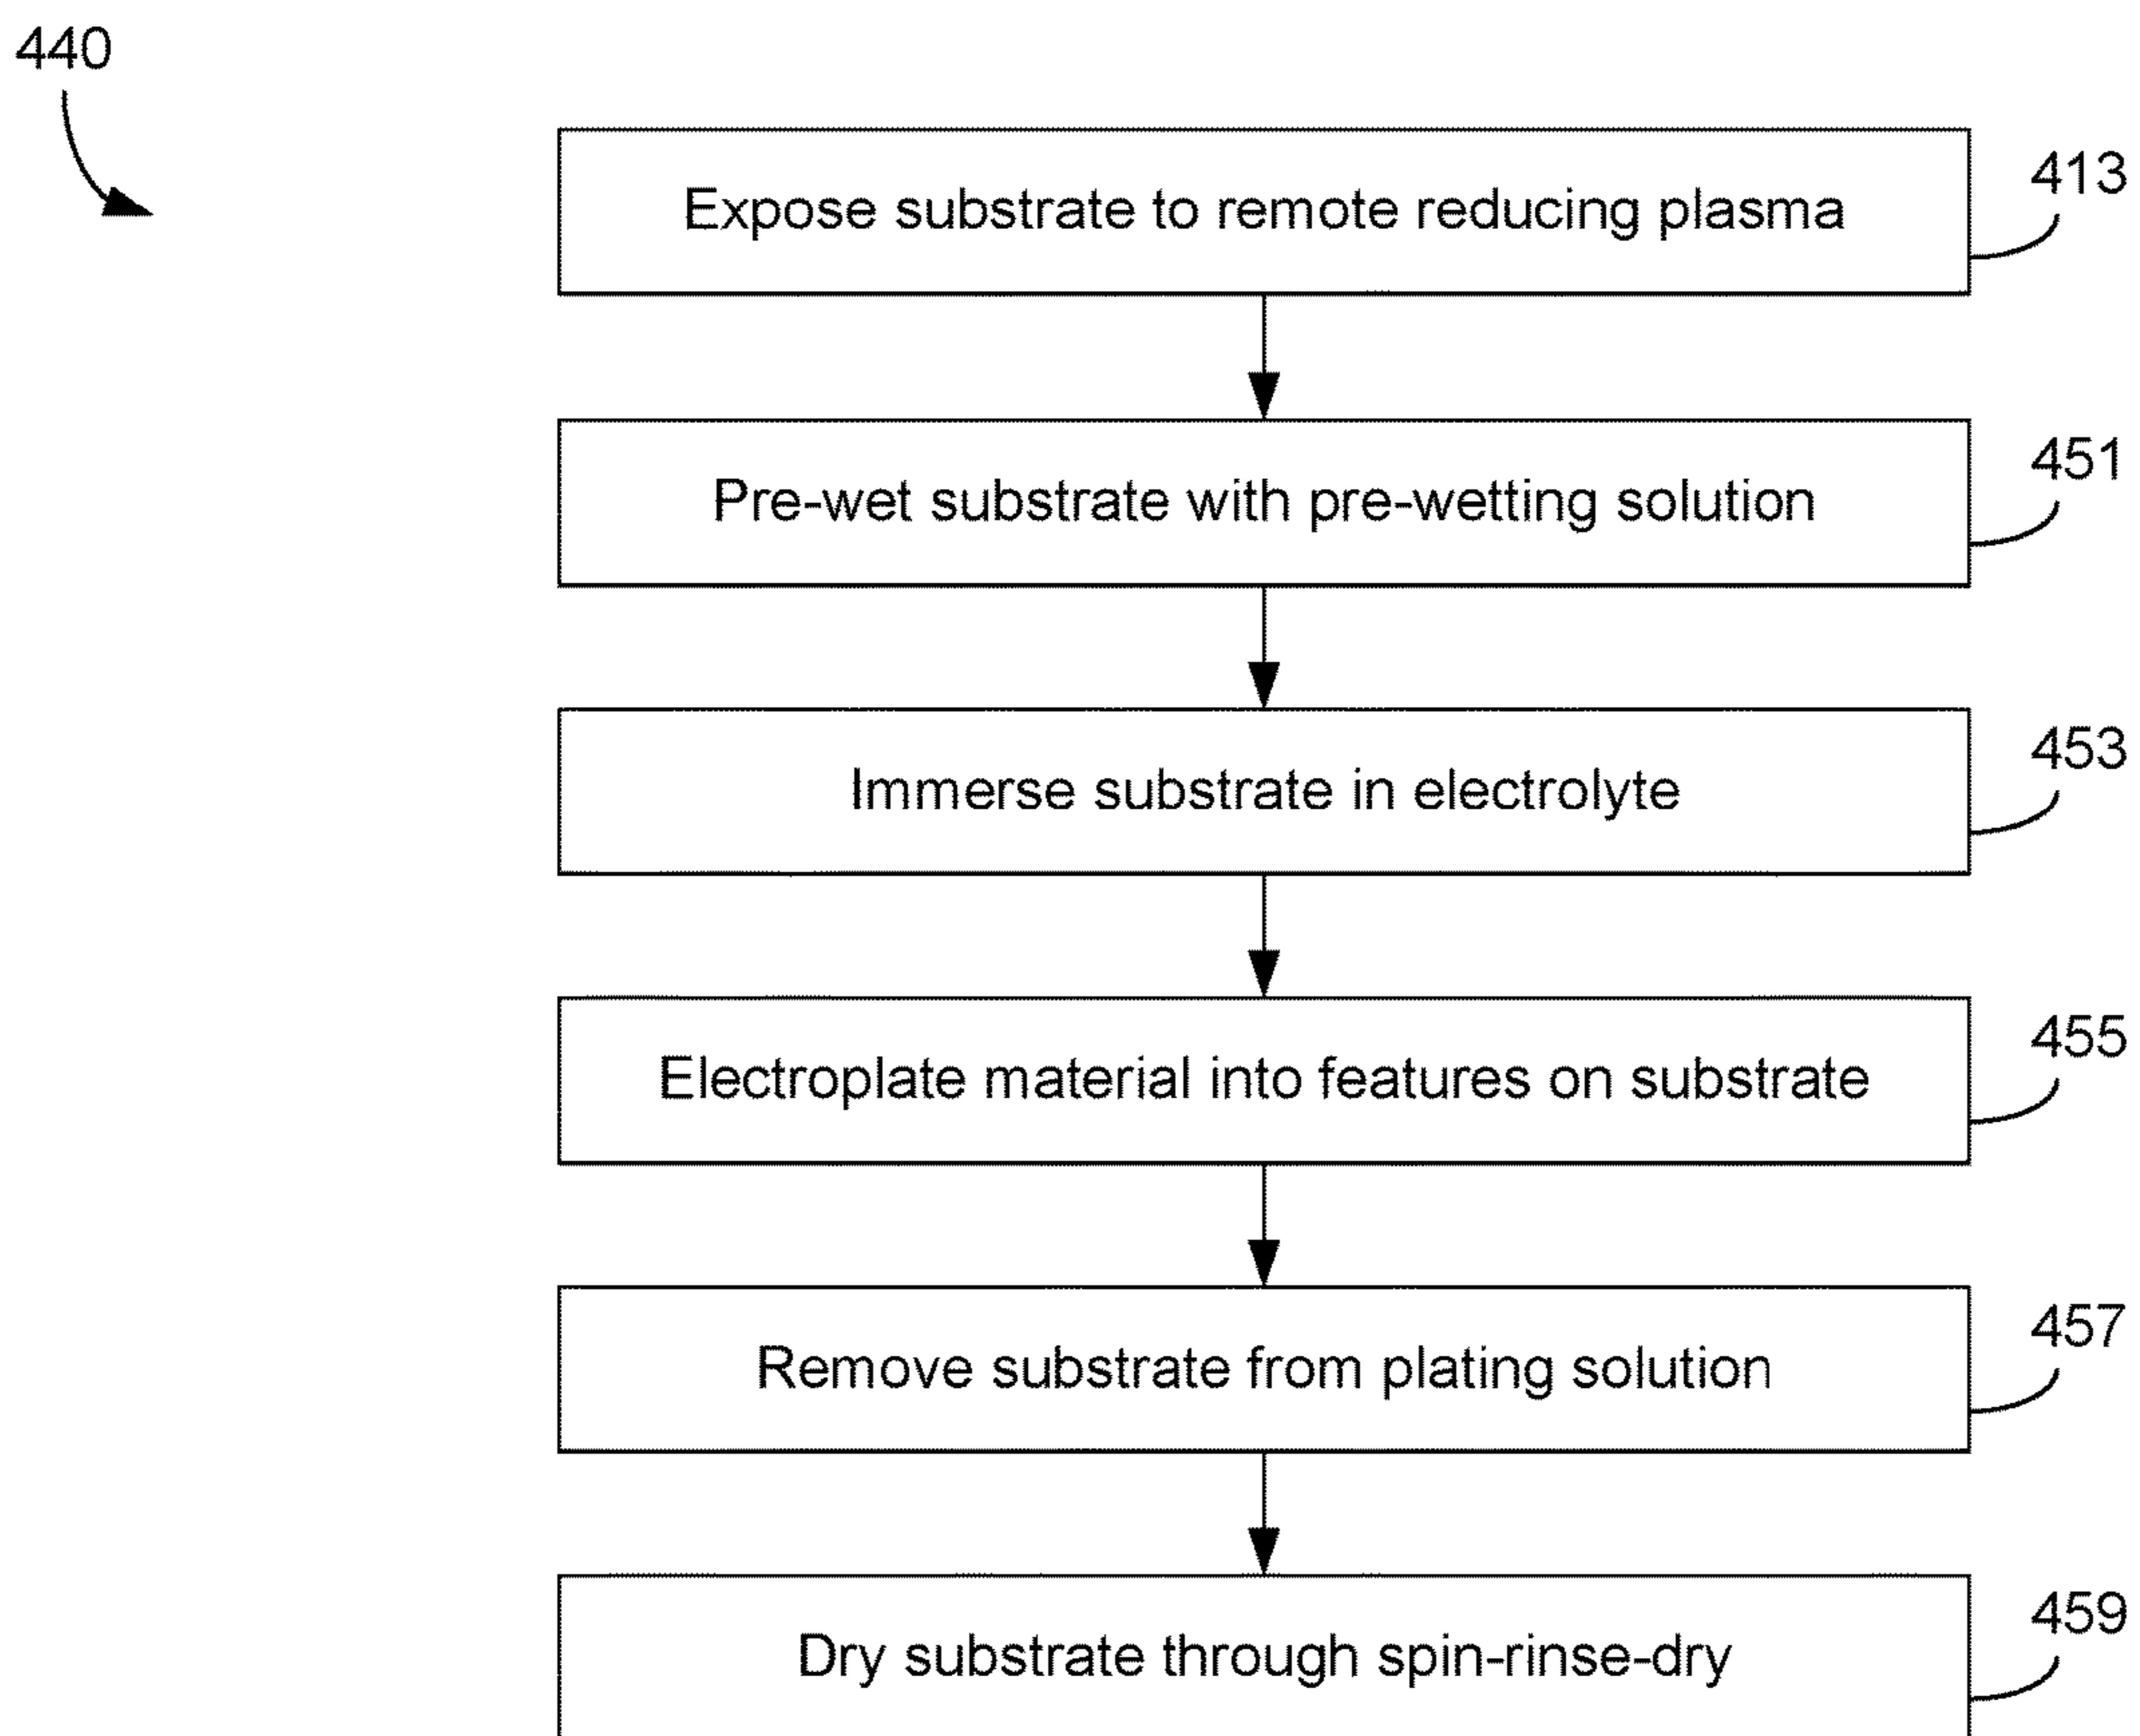 440
Expose substrate to remote reducing plasma
413
Pre-wet substrate with pre-wetting solution
451
Immerse substrate in electrolyte
453
Electroplate material into features on substrate
455
Remove substrate from plating solution
457
Dry substrate through spin-rinse-dry
459